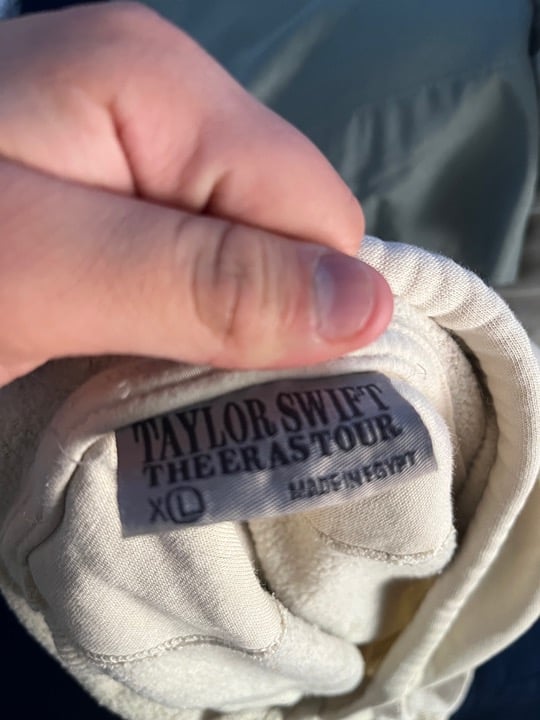 TAYLOR SWIFT
THE ERAS TOUR
XL
MADE IN EGYPT